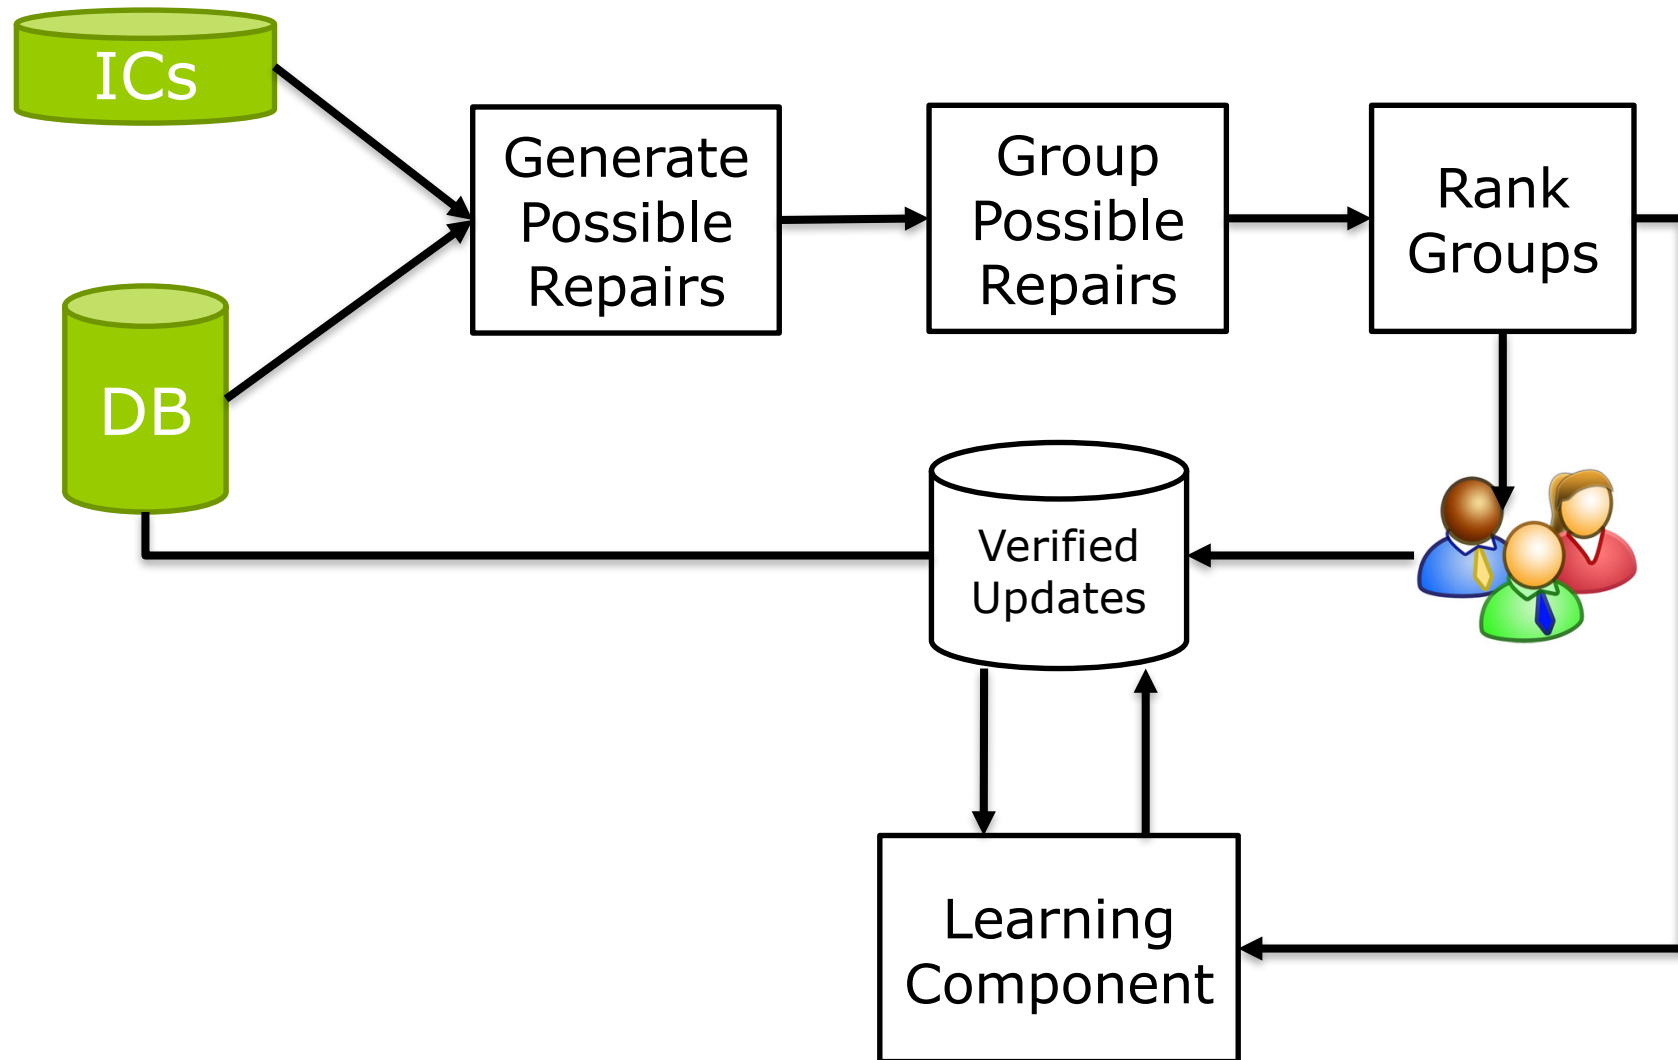 ICs
Generate
Possible
Repairs
Group
Possible
Repairs
Rank
Groups
DB
Verified
Updates
Learning
Component